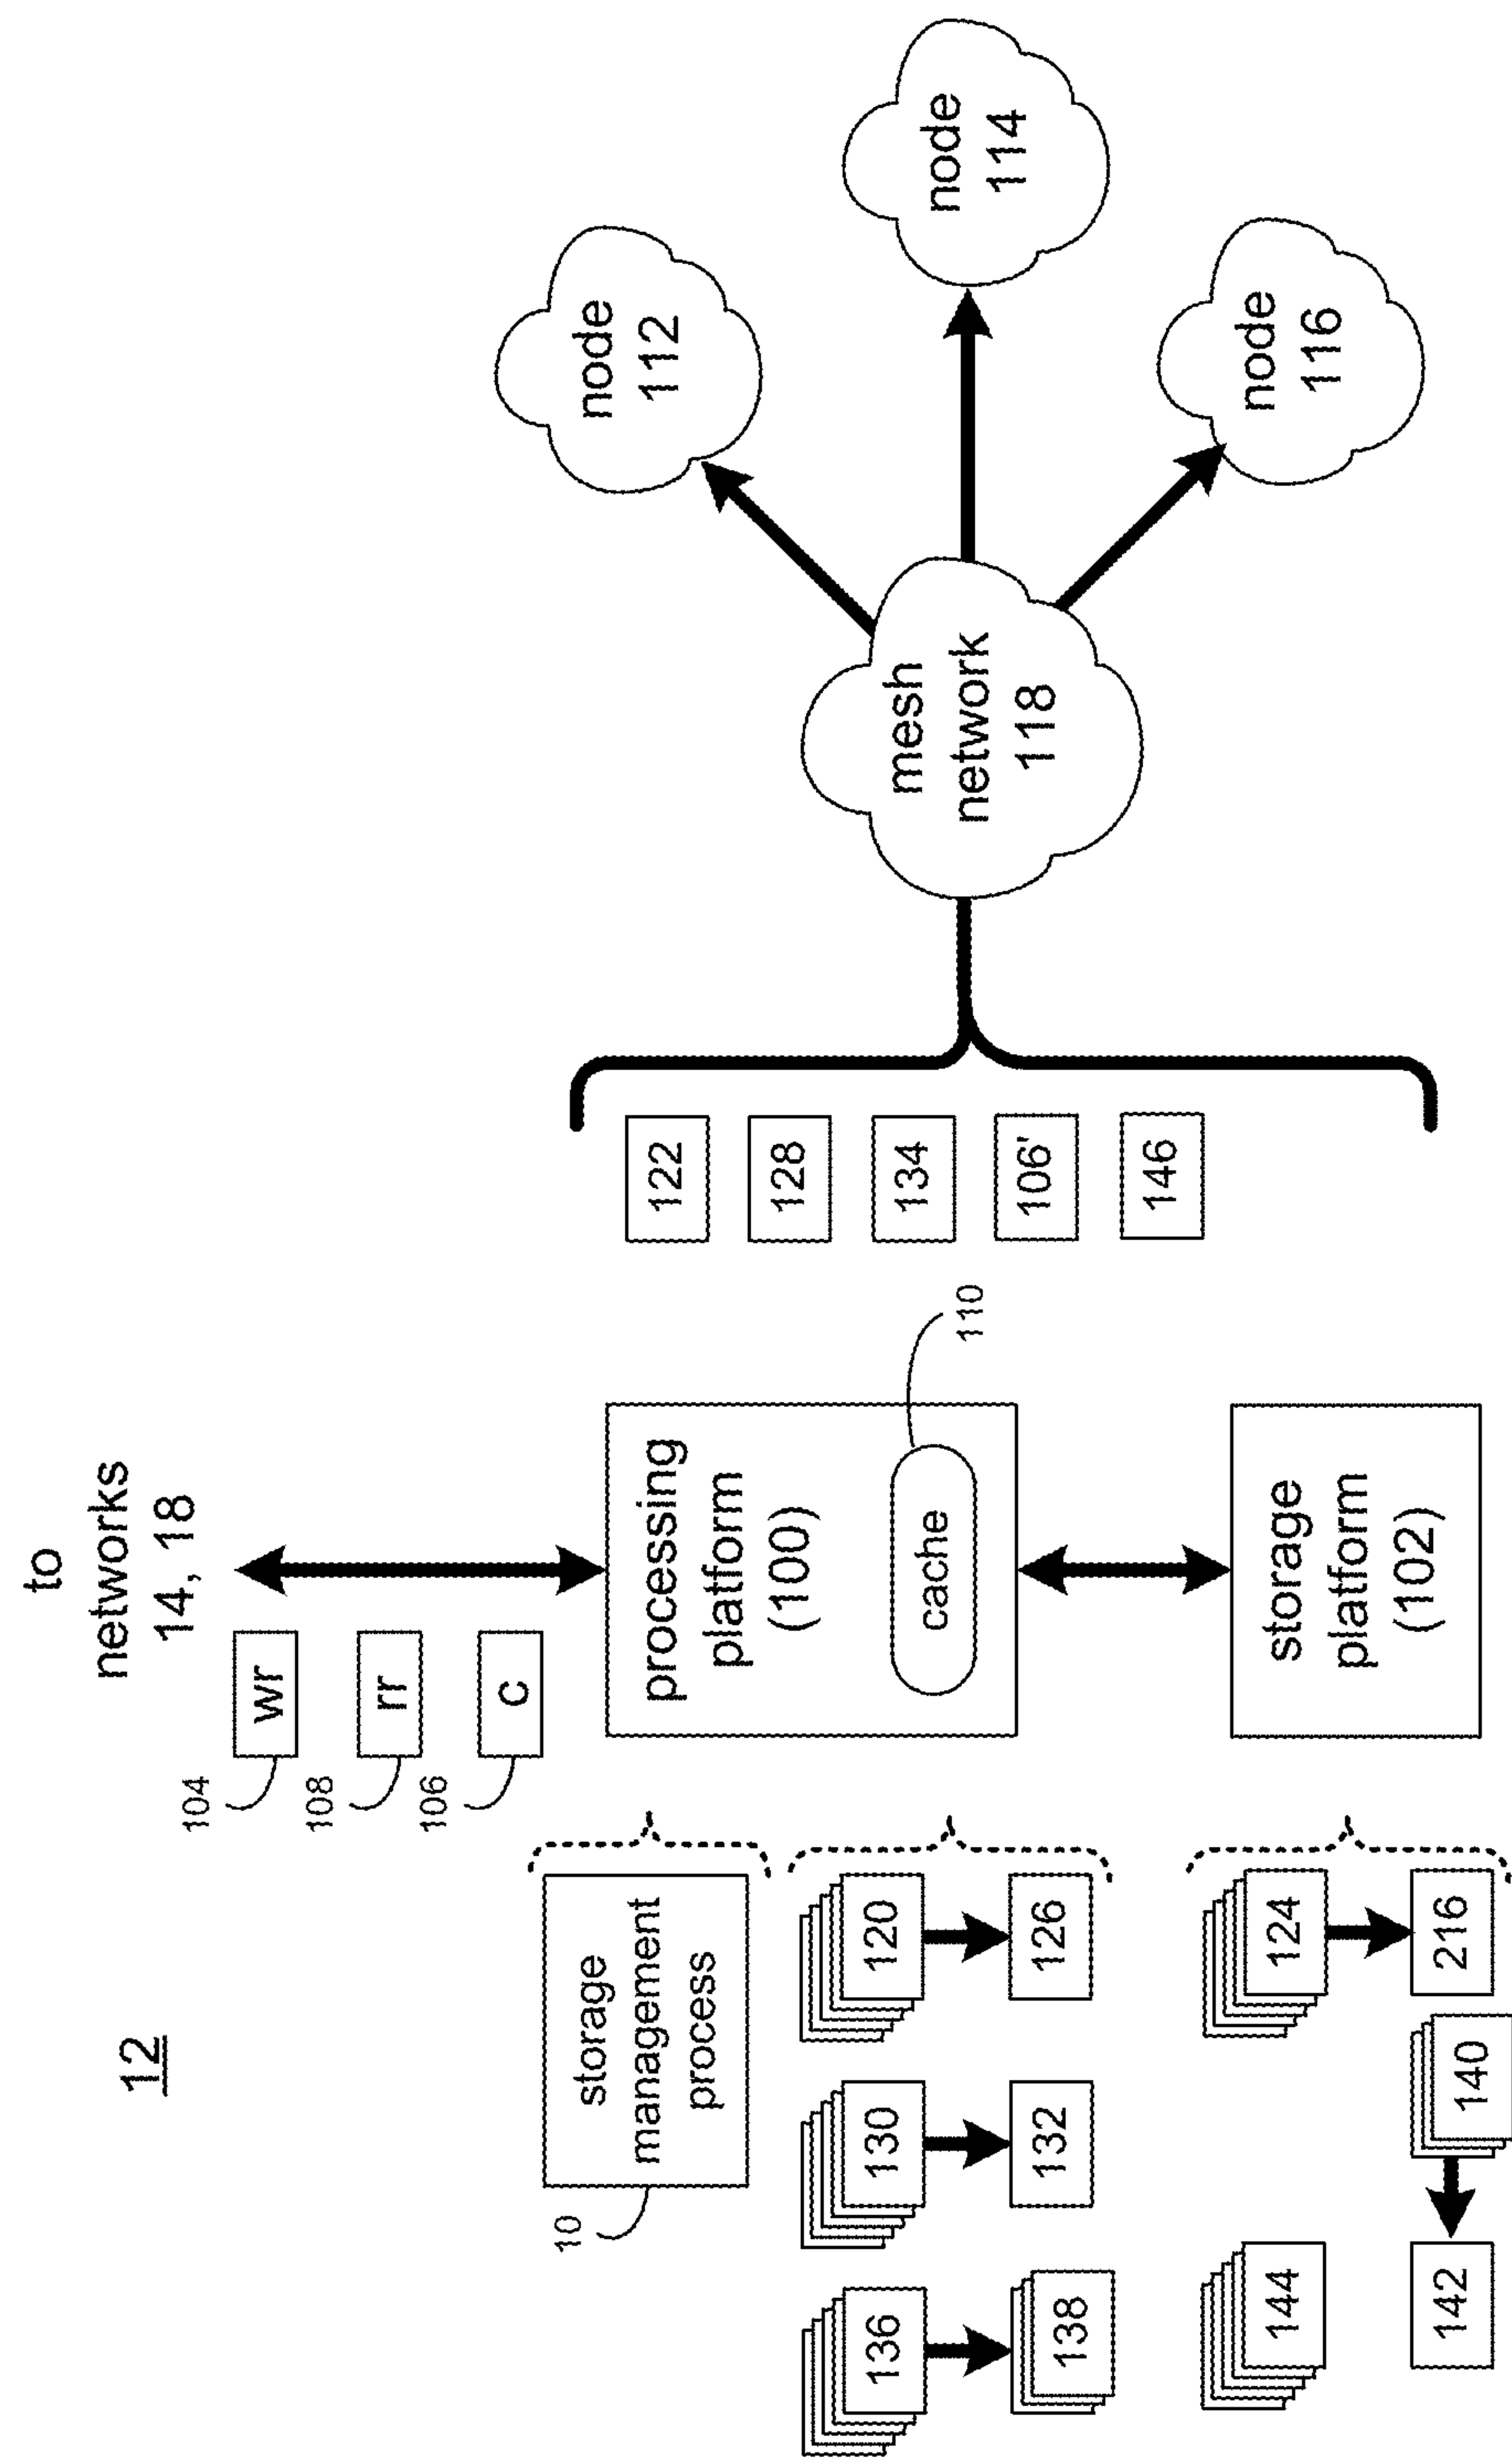 12
to
networks
14, 18
104
wr
108
rr
106
c
10
storage
management
process
processing
platform
(100)
cache
110
136
130
120
138
132
126
storage
platform
(102)
144
124
142
140
216
122
128
134
106'
146
mesh
network
118
node
112
node
114
node
116